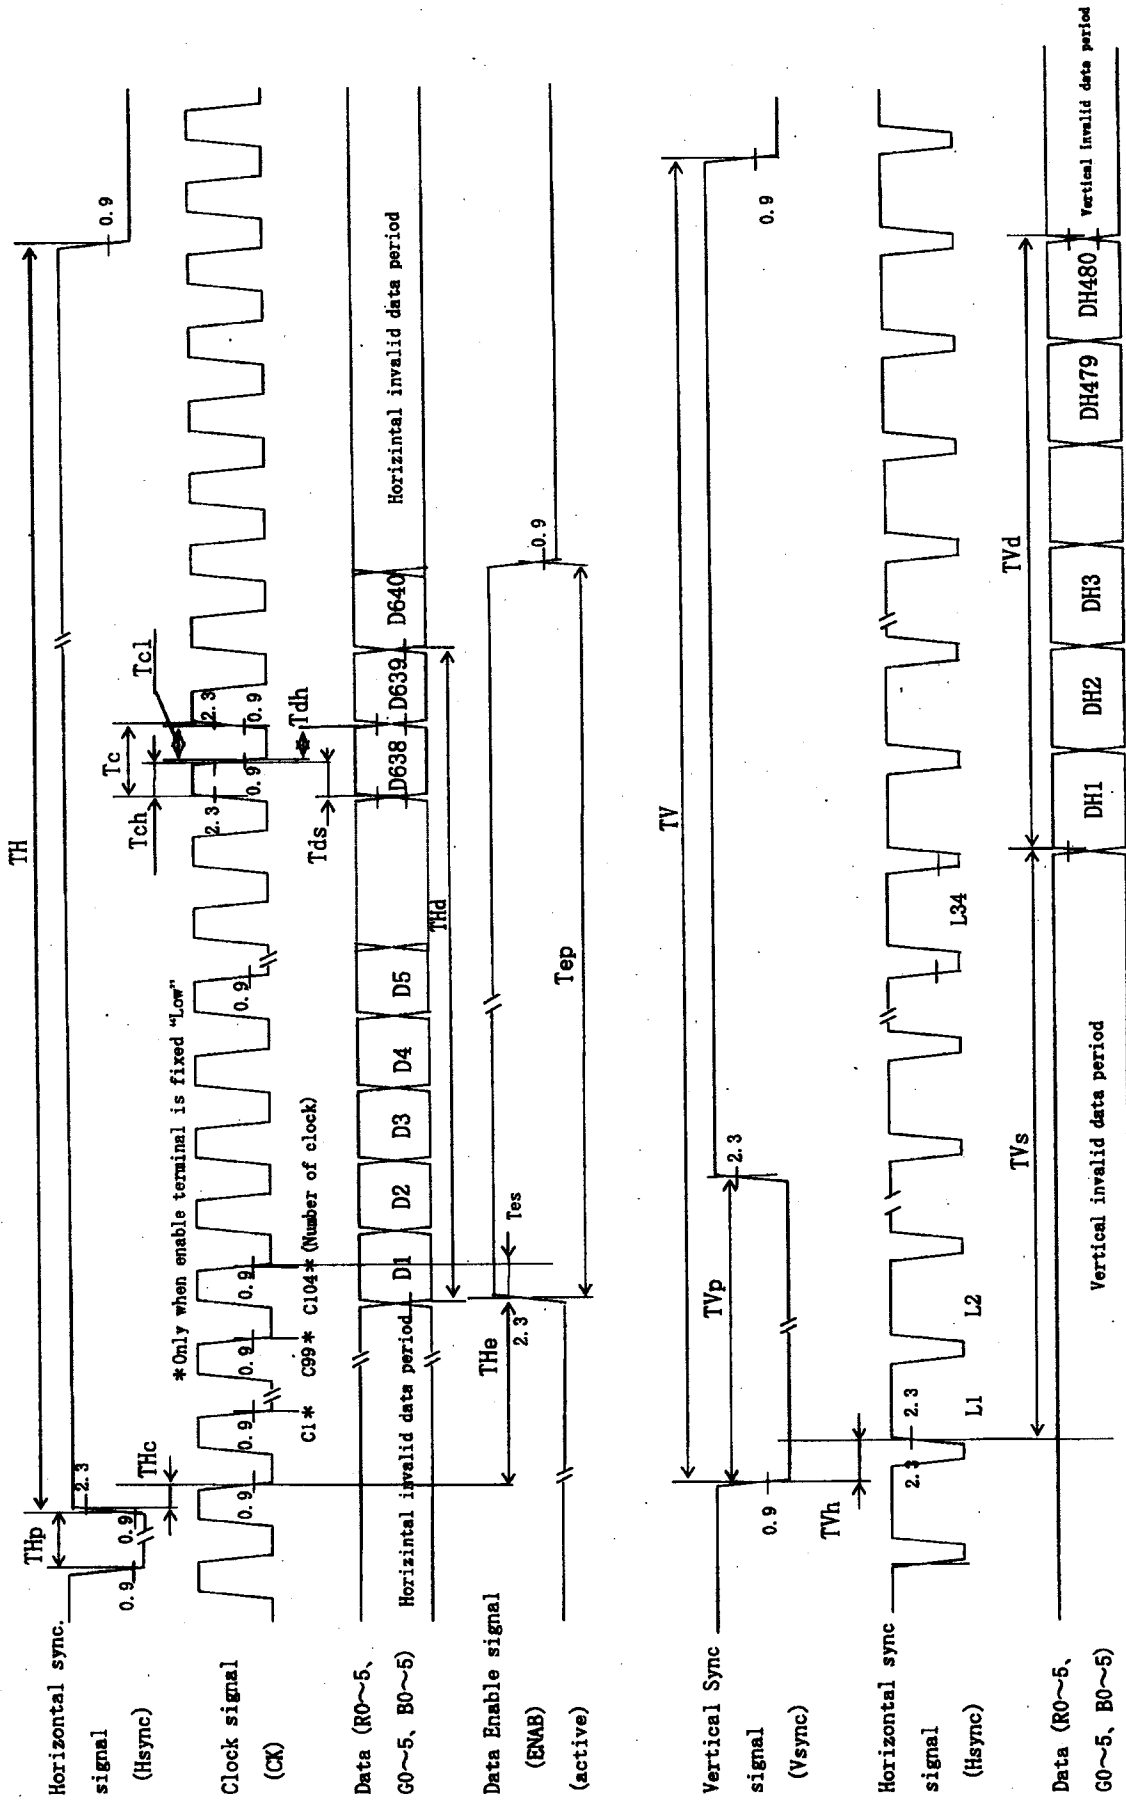 TH
THp
THc
2.3
0.9
0.9
0.9
Horizontal sync.
signal
(Hsync)
Tch
Tc
Tcl
*Only when enable terminal is fixed “Low”
2.3
0.9
2.3
0.9
0.9
0.9
0.9
0.9
0.9
Clock signal
(CK)
C1*
C99*
C104*(Number of clock)
Tds
Tdh
Data (R0~5、
G0~5、B0~5)
Horizintal invalid data period
D1
D2
D3
D4
D5
D638
D639
D640
Horizintal invalid data period
THd
Data Enable signal
(ENAB)
(active)
THe
2.3
Tes
Tep
0.9
TV
TVp
2.3
0.9
0.9
Vertical Sync
signal
(Vsync)
TVh
Horizontal sync
signal
(Hsync)
2.3
2.3
L1
L2
L34
TVs
TVd
Data (R0~5、
G0~5、B0~5)
Vertical invalid data period
DH1
DH2
DH3
DH479
DH480
Vertical invalid data period